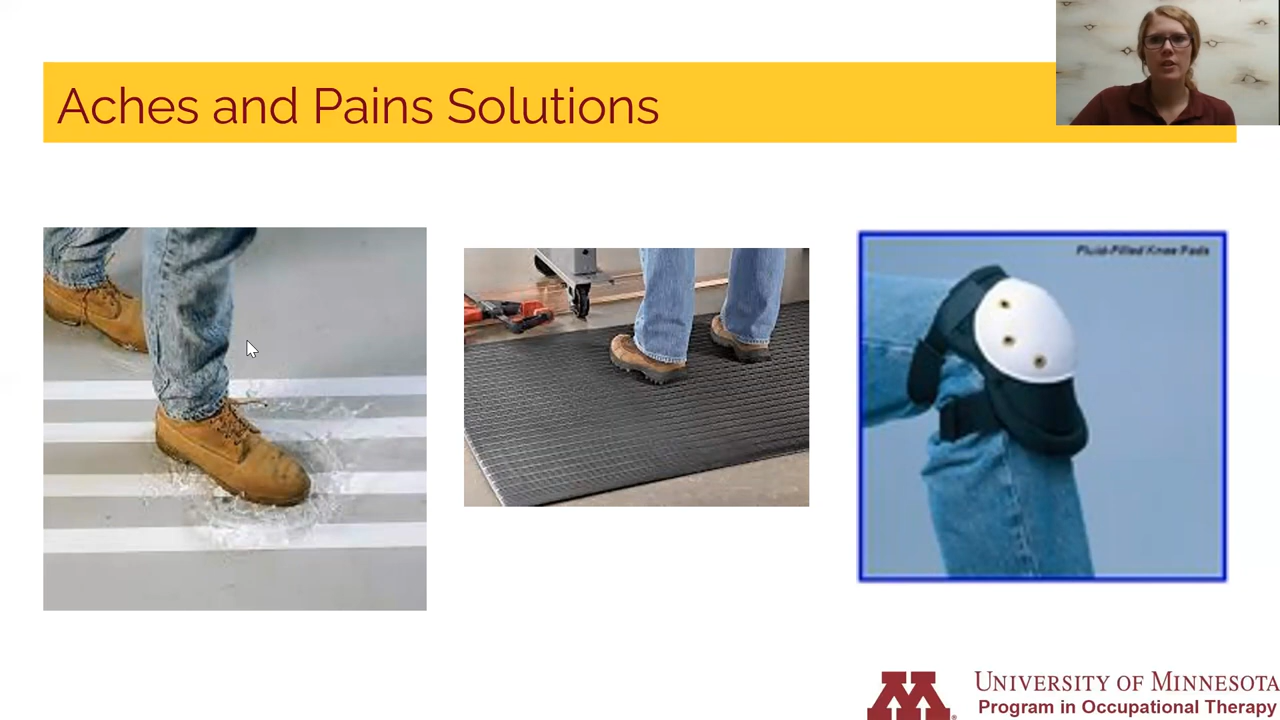 Aches and Pains Solutions
Fluid-Filled Knee Pads
UNIVERSITY OF MINNESOTA
Program in Occupational Therapy